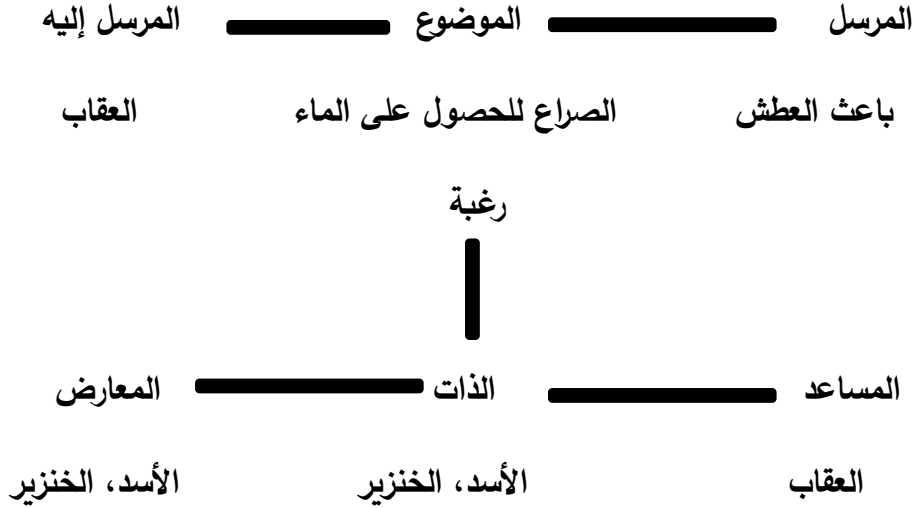 المرسل الموضوع المرسل إليه
باعث العطش الصراع للحصول على الماء العقاب
رغبة
المساعد الذات المعارض
العقاب الأسد، الخنزير الأسد، الخنزير